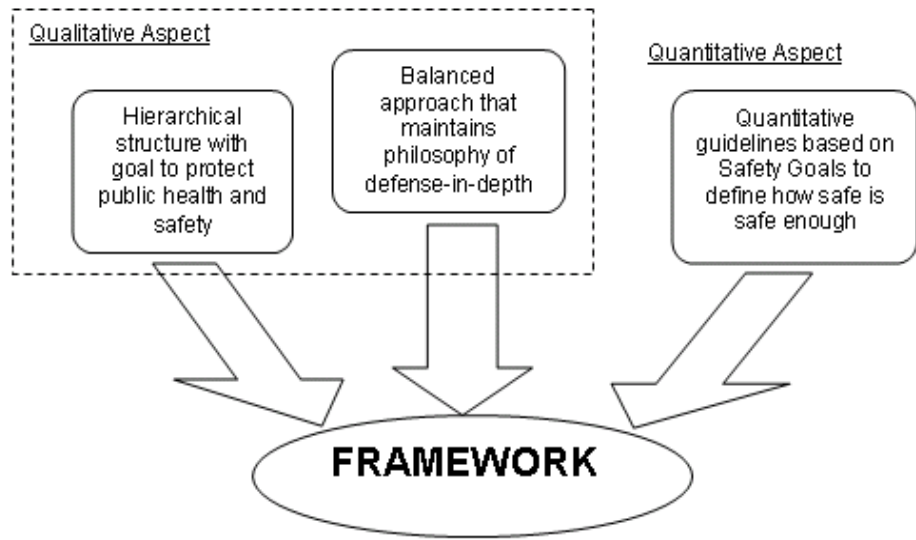 Qualitative Aspect
Hierarchical
structure with
goal to protect
public health and
safety
Balanced
approach that
maintains
philosophy of
defense-in-depth
Quantitative Aspect
Quantitative
guidelines based on
Safety Goals to
define how safe is
safe enough
FRAMEWORK